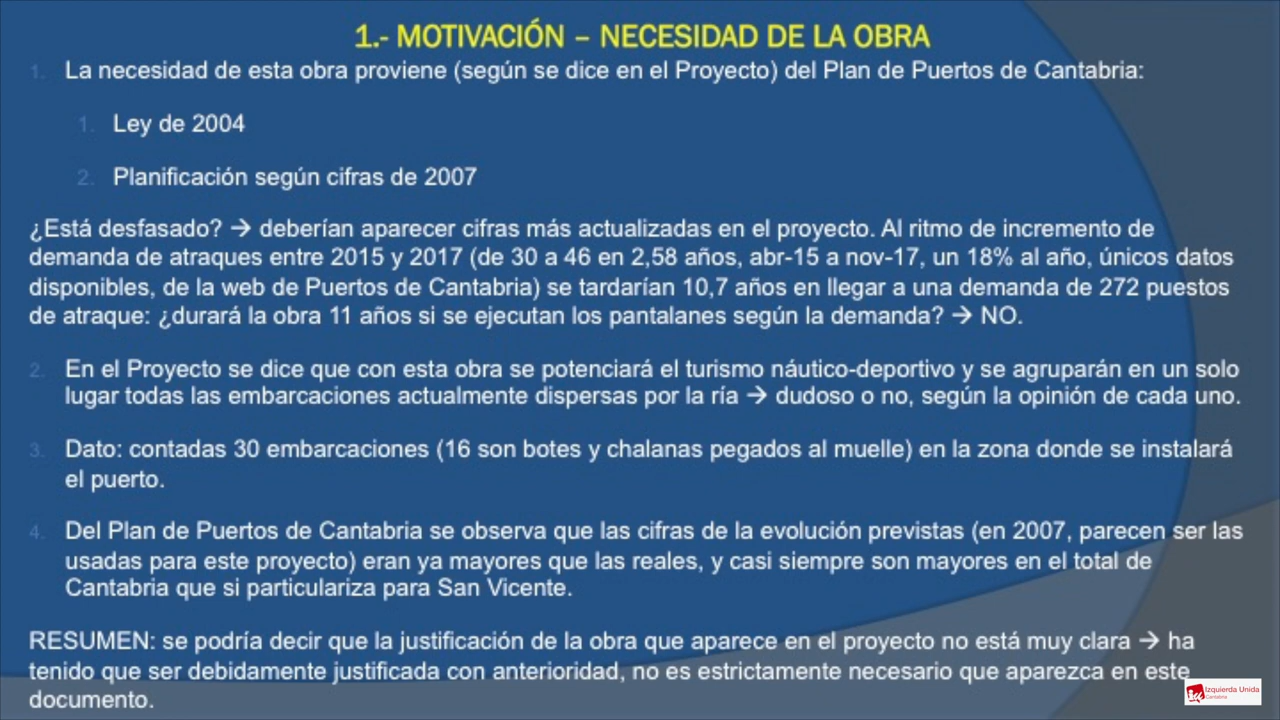 1.- MOTIVACIÓN – NECESIDAD DE LA OBRA
1. La necesidad de esta obra proviene (según se dice en el Proyecto) del Plan de Puertos de Cantabria:
1. Ley de 2004
2. Planificación según cifras de 2007
¿Está desfasado? → deberían aparecer cifras más actualizadas en el proyecto. Al ritmo de incremento de
demanda de atraques entre 2015 y 2017 (de 30 a 46 en 2,58 años, abr-15 a nov-17, un 18% al año, únicos datos
disponibles, de la web de Puertos de Cantabria) se tardarían 10,7 años en llegar a una demanda de 272 puestos
de atraque: ¿durará la obra 11 años si se ejecutan los pantalanes según la demanda? → NO.
2. En el Proyecto se dice que con esta obra se potenciará el turismo náutico-deportivo y se agruparán en un solo
lugar todas las embarcaciones actualmente dispersas por la ría → dudoso o no, según la opinión de cada uno.
3. Dato: contadas 30 embarcaciones (16 son botes y chalanas pegados al muelle) en la zona donde se instalará
el puerto.
4. Del Plan de Puertos de Cantabria se observa que las cifras de la evolución previstas (en 2007, parecen ser las
usadas para este proyecto) eran ya mayores que las reales, y casi siempre son mayores en el total de
Cantabria que si particulariza para San Vicente.
RESUMEN: se podría decir que la justificación de la obra que aparece en el proyecto no está muy clara → ha
tenido que ser debidamente justificada con anterioridad, no es estrictamente necesario que aparezca en este
documento.
Izquierda Unida
Cantabria